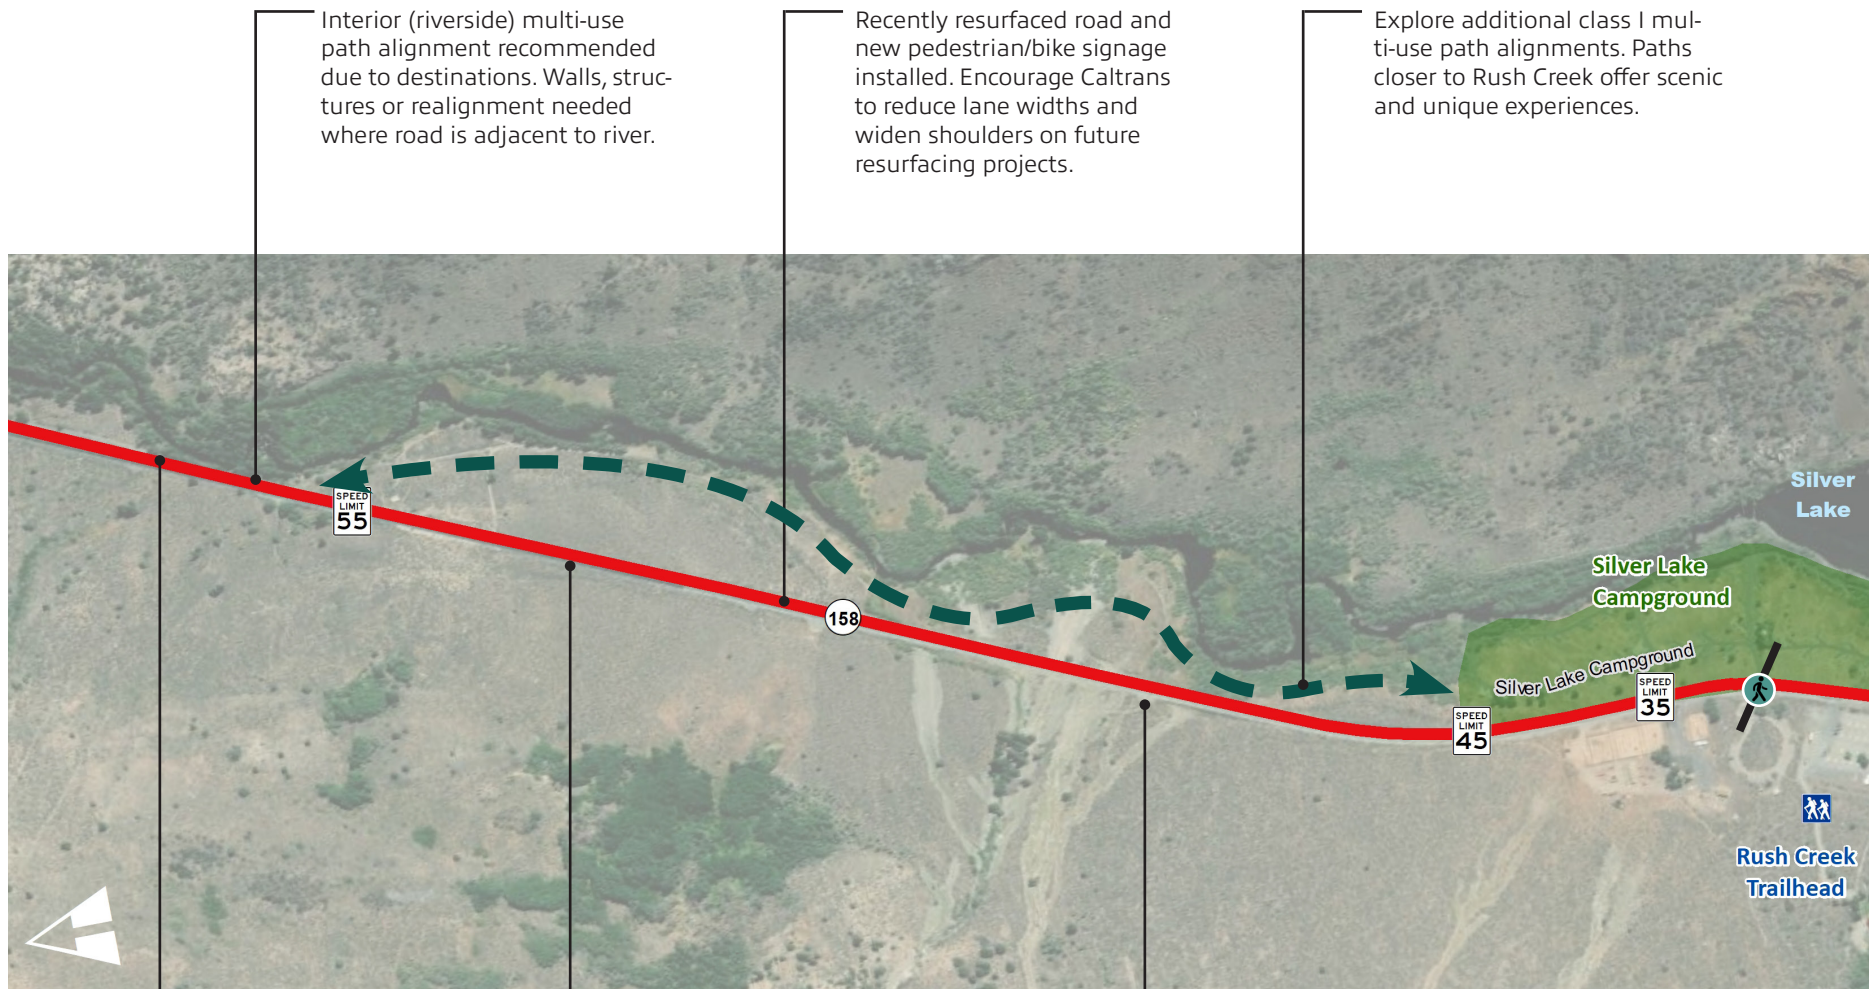 Interior (riverside) multi-use
path alignment recommended
due to destinations. Walls, struc-
tures or realignment needed
where road is adjacent to river.
Recently resurfaced road and
new pedestrian/bike signage
installed. Encourage Caltrans
to reduce lane widths and
widen shoulders on future
resurfacing projects.
Explore additional class I mul-
ti-use path alignments. Paths
closer to Rush Creek offer scenic
and unique experiences.
Silver
Lake
SPEED
LIMIT
55
Silver Lake
Campground
158
Silver Lake Campground
SPEED
LIMIT
35
SPEED
LIMIT
45
Rush Creek
Trailhead